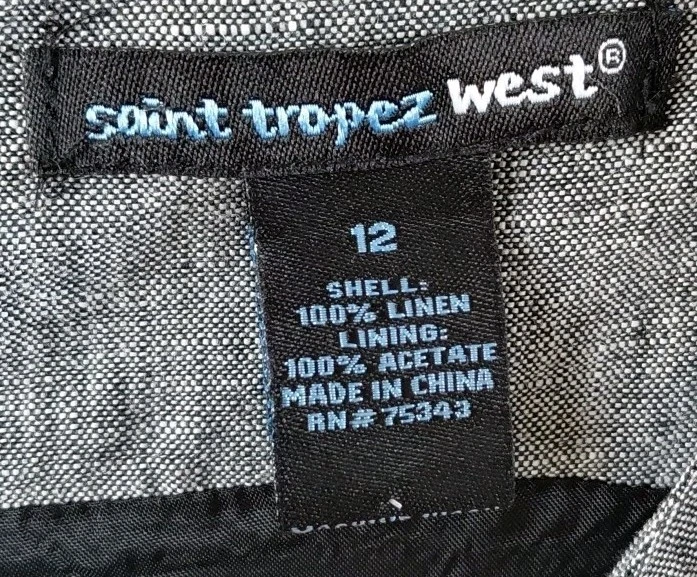 saint tropez west®
12
SHELL:
100% LINEN
LINING:
100% ACETATE
MADE IN CHINA
RN# 75343